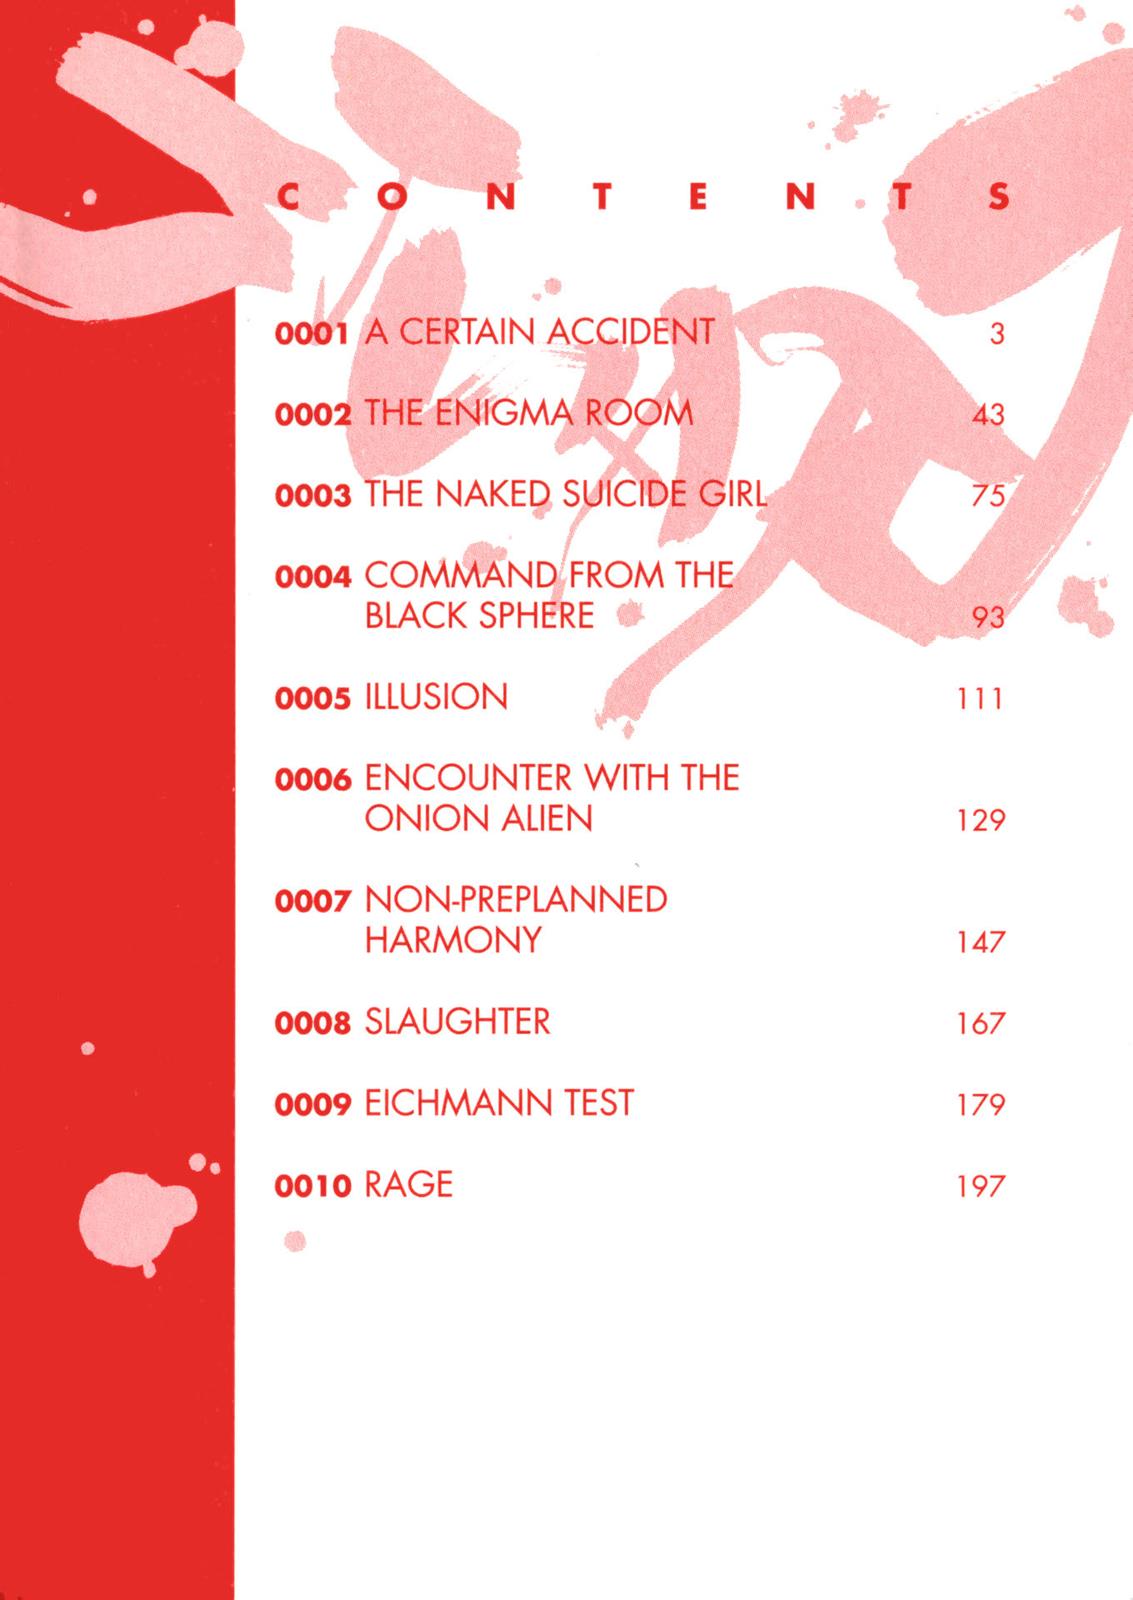 CONTENTS
0001 A CERTAIN ACCIDENT 3
0002 THE ENIGMA ROOM 43
0003 THE NAKED SUICIDE GIRL 75
0004 COMMAND FROM THE
BLACK SPHERE 93
0005 ILLUSION 111
0006 ENCOUNTER WITH THE
ONION ALIEN 129
0007 NON-PREPLANNED
HARMONY 147
0008 SLAUGHTER 167
0009 EICHMANN TEST 179
0010 RAGE 197